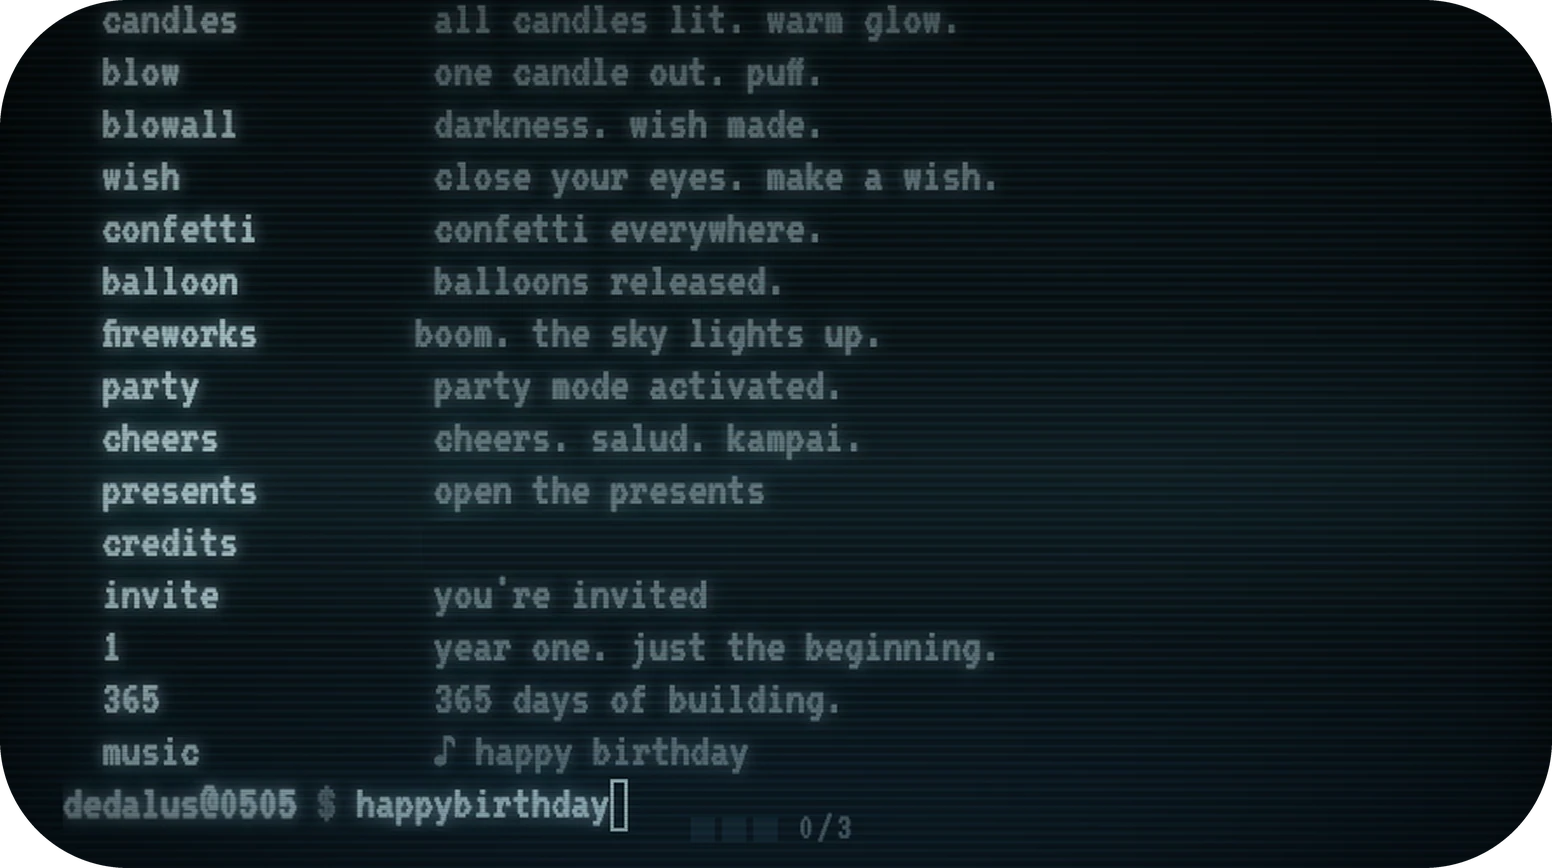 candles all candles lit. warm glow.
blow one candle out. puff.
blowall darkness. wish made.
wish close your eyes. make a wish.
confetti confetti everywhere.
balloon balloons released.
fireworks boom. the sky lights up.
party party mode activated.
cheers cheers. salud. kampai.
presents open the presents
credits
invite you're invited
1 year one. just the beginning.
365 365 days of building.
music ♪ happy birthday
dedalus@0505 $ happybirthday
0/3